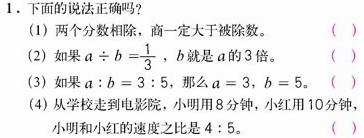 1. 下面的说法正确吗?
(1) 两个分数相除，商一定大于被除数。 ( )
(2) 如果 a ÷ b = 1/3 , b 就是 a 的 3 倍。 ( )
(3) 如果 a : b = 3 : 5, 那么 a = 3, b = 5。 ( )
(4) 从学校走到电影院，小明用 8 分钟，小红用 10 分钟，
小明和小红的速度之比是 4 : 5。 ( )